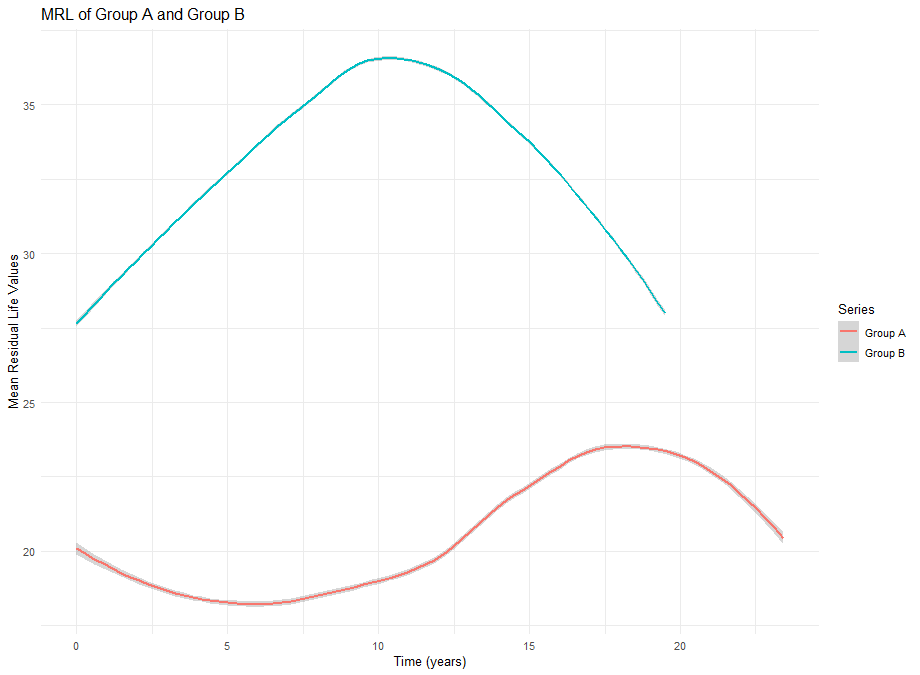 MRL of Group A and Group B
Mean Residual Life Values
35
30
25
20
0 5 10 15 20
Time (years)
Series
Group A
Group B